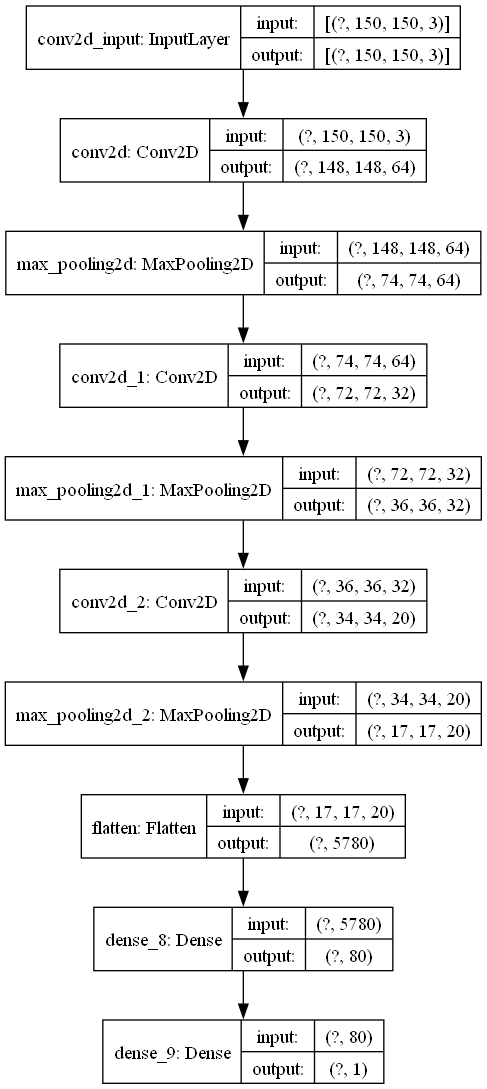 conv2d_input: InputLayer
input:
[(?, 150, 150, 3)]
output:
[(?, 150, 150, 3)]
conv2d: Conv2D
input:
(?, 150, 150, 3)
output:
(?, 148, 148, 64)
max_pooling2d: MaxPooling2D
input:
(?, 148, 148, 64)
output:
(?, 74, 74, 64)
conv2d_1: Conv2D
input:
(?, 74, 74, 64)
output:
(?, 72, 72, 32)
max_pooling2d_1: MaxPooling2D
input:
(?, 72, 72, 32)
output:
(?, 36, 36, 32)
conv2d_2: Conv2D
input:
(?, 36, 36, 32)
output:
(?, 34, 34, 20)
max_pooling2d_2: MaxPooling2D
input:
(?, 34, 34, 20)
output:
(?, 17, 17, 20)
flatten: Flatten
input:
(?, 17, 17, 20)
output:
(?, 5780)
dense_8: Dense
input:
(?, 5780)
output:
(?, 80)
dense_9: Dense
input:
(?, 80)
output:
(?, 1)